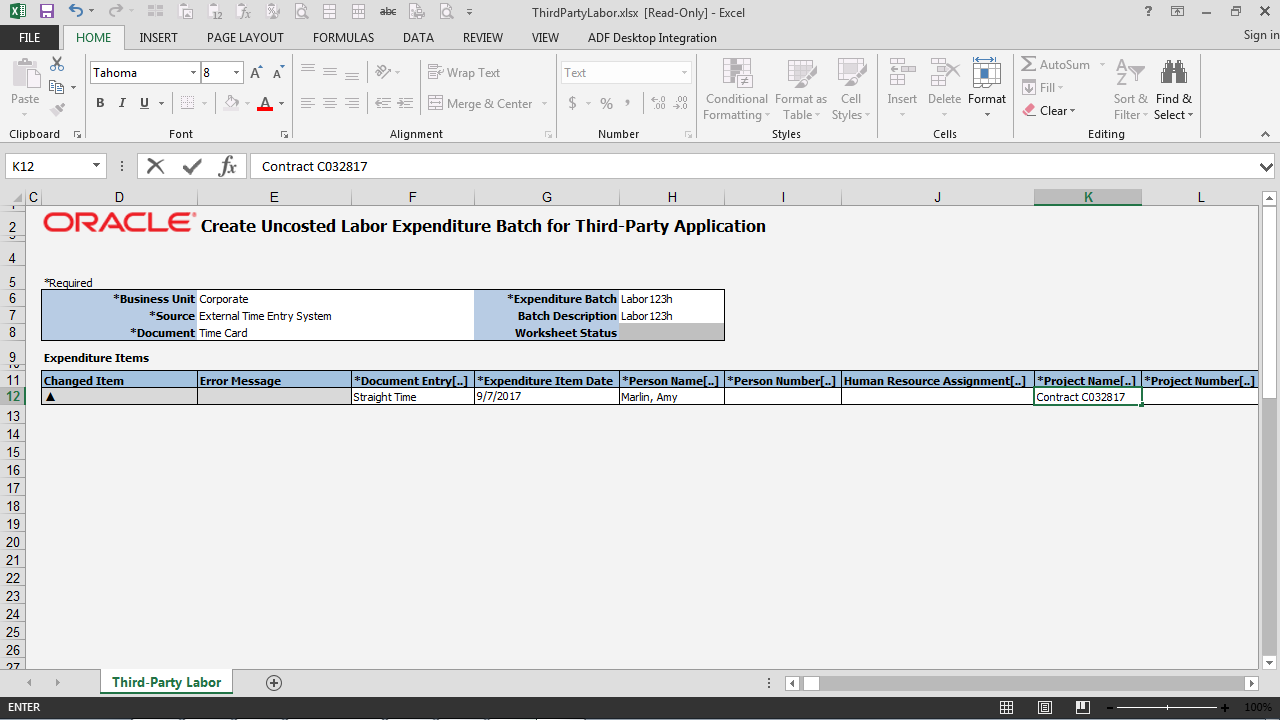 ThirdPartyLabor.xlsx [Read-Only] - Excel
FILE HOME INSERT PAGE LAYOUT FORMULAS DATA REVIEW VIEW ADF Desktop Integration Sign in
Paste Tahoma 8 Wrap Text Text Conditional Formatting Format as Table Cell Styles Insert Delete Format AutoSum Sort & Filter Find & Select
B I U Merge & Center $ % Fill Clear
Clipboard Font Alignment Number Styles Cells Editing
K12 fx Contract C032817
C D E F G H I J K L
2 ORACLE Create Uncosted Labor Expenditure Batch for Third-Party Application
4
5 *Required
6 *Business Unit Corporate *Expenditure Batch Labor123h
7 *Source External Time Entry System Batch Description Labor123h
8 *Document Time Card Worksheet Status
9 Expenditure Items
11 Changed Item Error Message *Document Entry[..] *Expenditure Item Date *Person Name[..] *Person Number[..] Human Resource Assignment[..] *Project Name[..] *Project Number[..]
12 ▲ Straight Time 9/7/2017 Marlin, Amy Contract C032817
13
14
15
16
17
18
19
20
21
22
23
24
25
26
27
Third-Party Labor
ENTER 100%